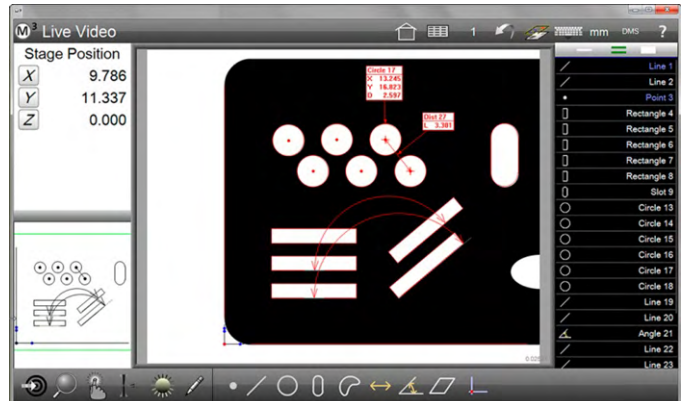 M³ Live Video
1
mm
DMS
?
Stage Position
X 9.786
Y 11.337
Z 0.000
Circle 17
X 13.245
Y 16.823
D 2.597
Dist 27
L 3.381
Line 1
Line 2
Point 3
Rectangle 4
Rectangle 5
Rectangle 6
Rectangle 7
Rectangle 8
Slot 9
Circle 13
Circle 14
Circle 15
Circle 16
Circle 17
Circle 18
Line 19
Line 20
Angle 21
Line 22
Line 23